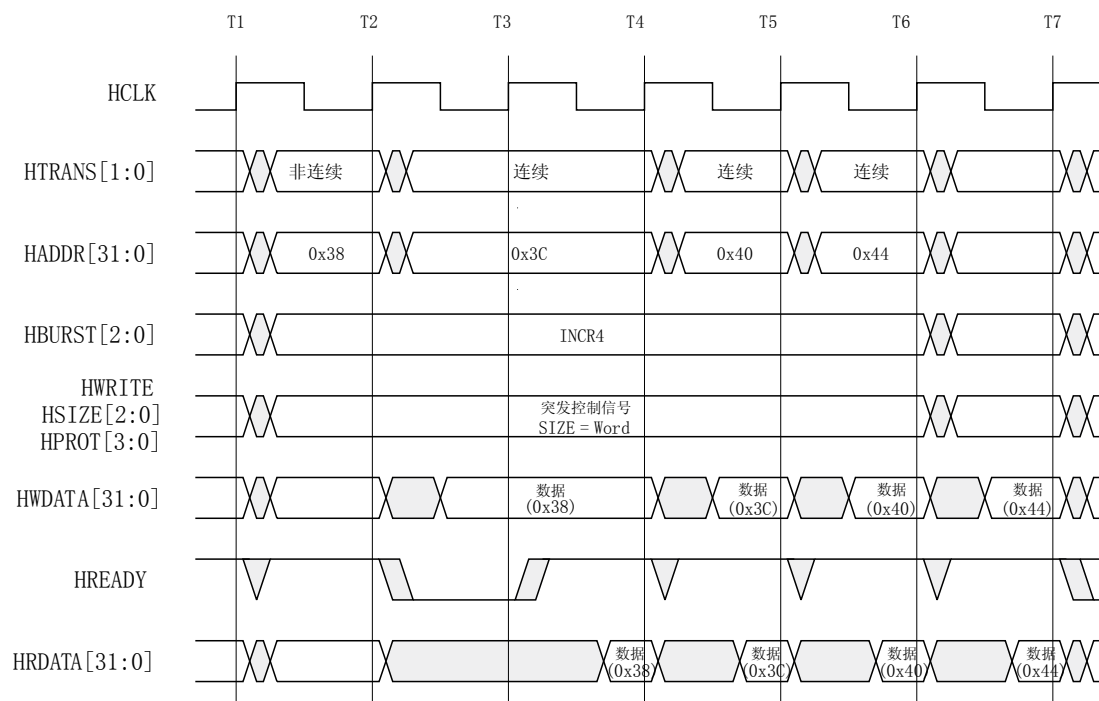 T1 T2 T3 T4 T5 T6 T7
HCLK
HTRANS[1:0] 非连续 连续 连续 连续
HADDR[31:0] 0x38 0x3C 0x40 0x44
HBURST[2:0] INCR4
HWRITE
HSIZE[2:0]
HPROT[3:0]
突发控制信号
SIZE = Word
HWDATA[31:0]
数据
(0x38)
数据
(0x3C)
数据
(0x40)
数据
(0x44)
HREADY
HRDATA[31:0]
数据
(0x38)
数据
(0x3C)
数据
(0x40)
数据
(0x44)